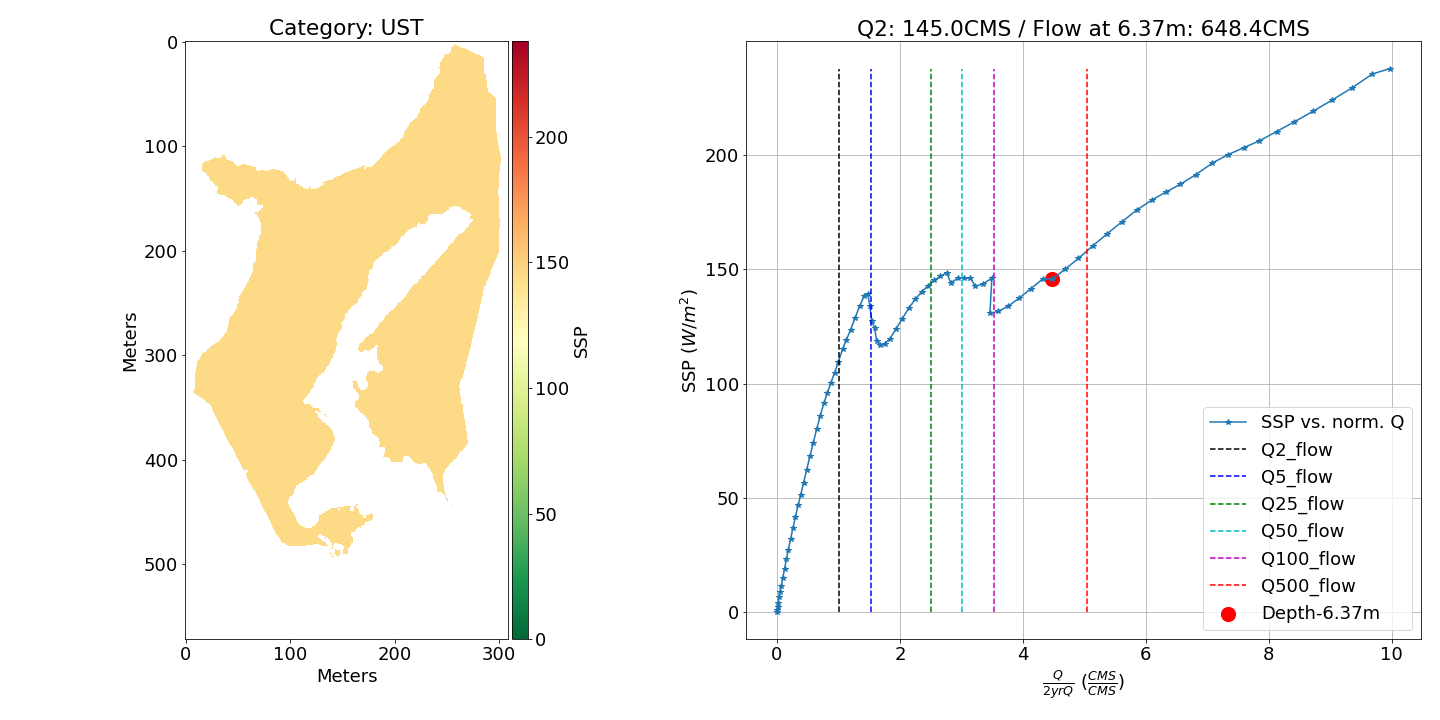 Category: UST
0
100
200
300
400
500
Meters
0
100
200
300
Meters
200
150
100
50
0
SSP
Q2: 145.0CMS / Flow at 6.37m: 648.4CMS
200
150
100
50
0
SSP (W/m²)
0
2
4
6
8
10
Q/2yrQ (CMS/CMS)
SSP vs. norm. Q
Q2_flow
Q5_flow
Q25_flow
Q50_flow
Q100_flow
Q500_flow
Depth-6.37m